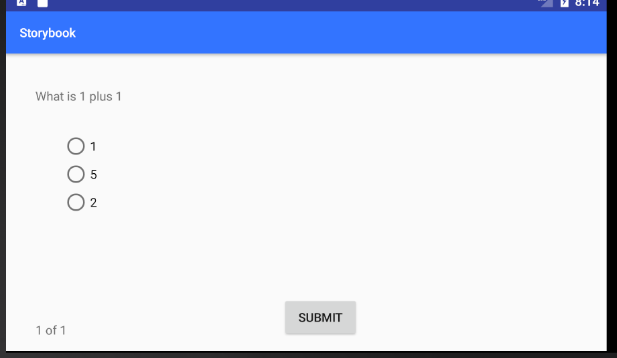 8:14
Storybook
What is 1 plus 1
1
5
2
SUBMIT
1 of 1